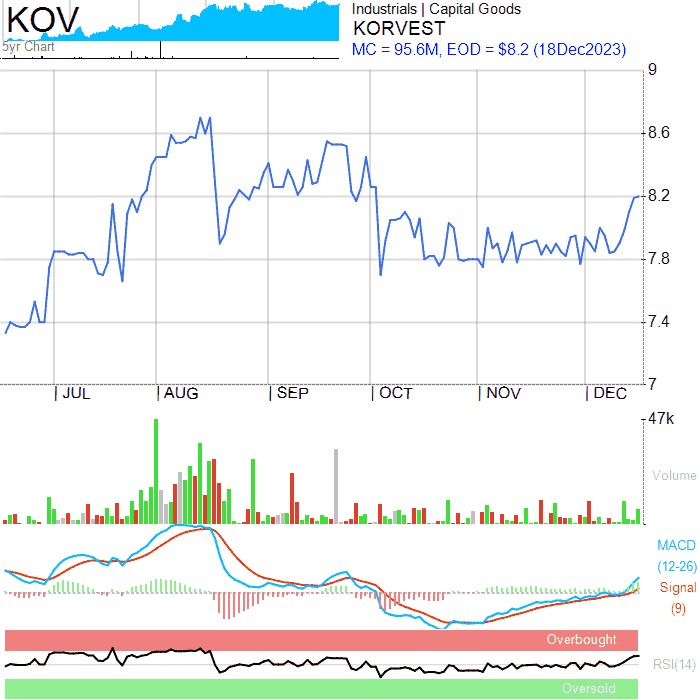 KOV
5yr Chart
Industrials | Capital Goods
KORVEST
MC = 95.6M, EOD = $8.2 (18Dec2023)
9
8.6
8.2
7.8
7.4
7
JUL
AUG
SEP
OCT
NOV
DEC
47k
Volume
MACD
(12-26)
Signal
(9)
Overbought
RSI(14)
Oversold